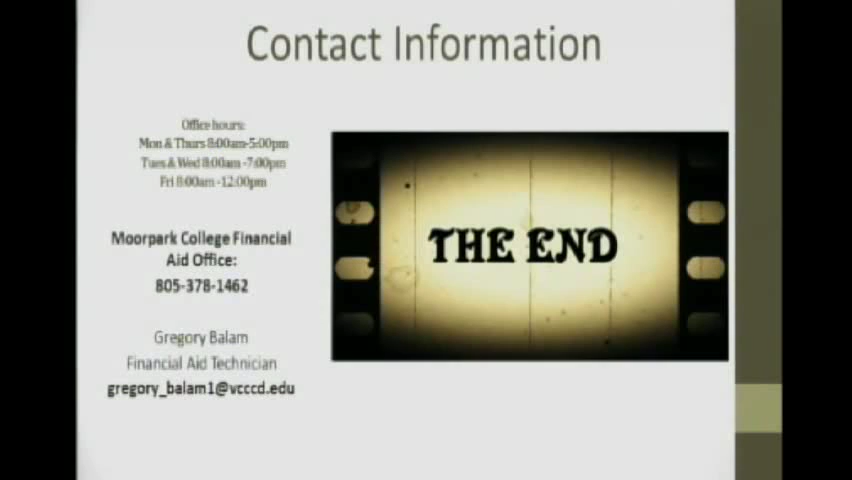 Contact Information
Office hours:
Mon & Thurs 8:00am-5:00pm
Tues & Wed 8:00am -7:00pm
Fri 8:00am -12:00pm
Moorpark College Financial
Aid Office:
805-378-1462
Gregory Balam
Financial Aid Technician
gregory_balam1@vcccd.edu
THE END